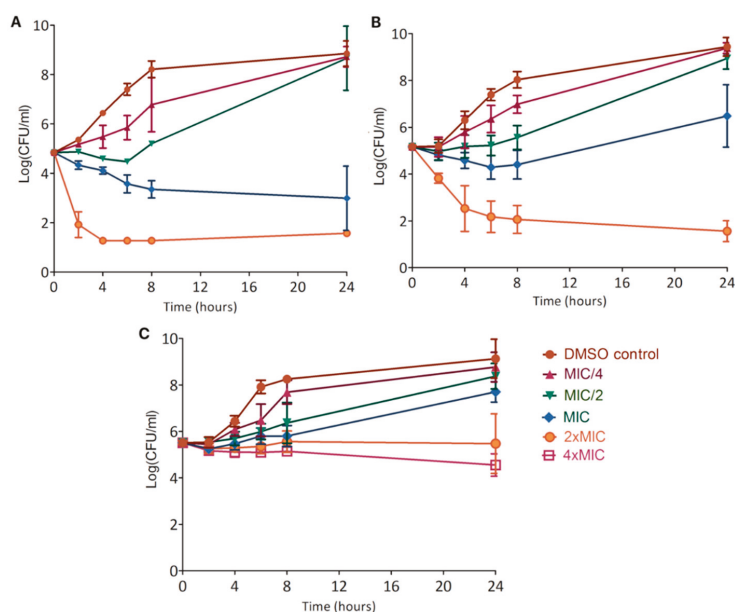 A
10
8
6
4
2
0
Log(CFU/ml)
0 4 8 12 16 20 24
Time (hours)
B
10
8
6
4
2
0
Log(CFU/ml)
0 4 8 12 16 20 24
Time (hours)
C
10
8
6
4
2
0
Log(CFU/ml)
0 4 8 12 16 20 24
Time (hours)
DMSO control
MIC/4
MIC/2
MIC
2xMIC
4xMIC